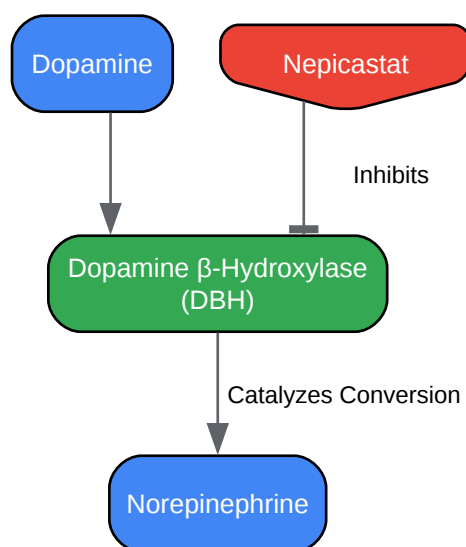 Dopamine
Nepicastat
Inhibits
Dopamine β-Hydroxylase
(DBH)
Catalyzes Conversion
Norepinephrine